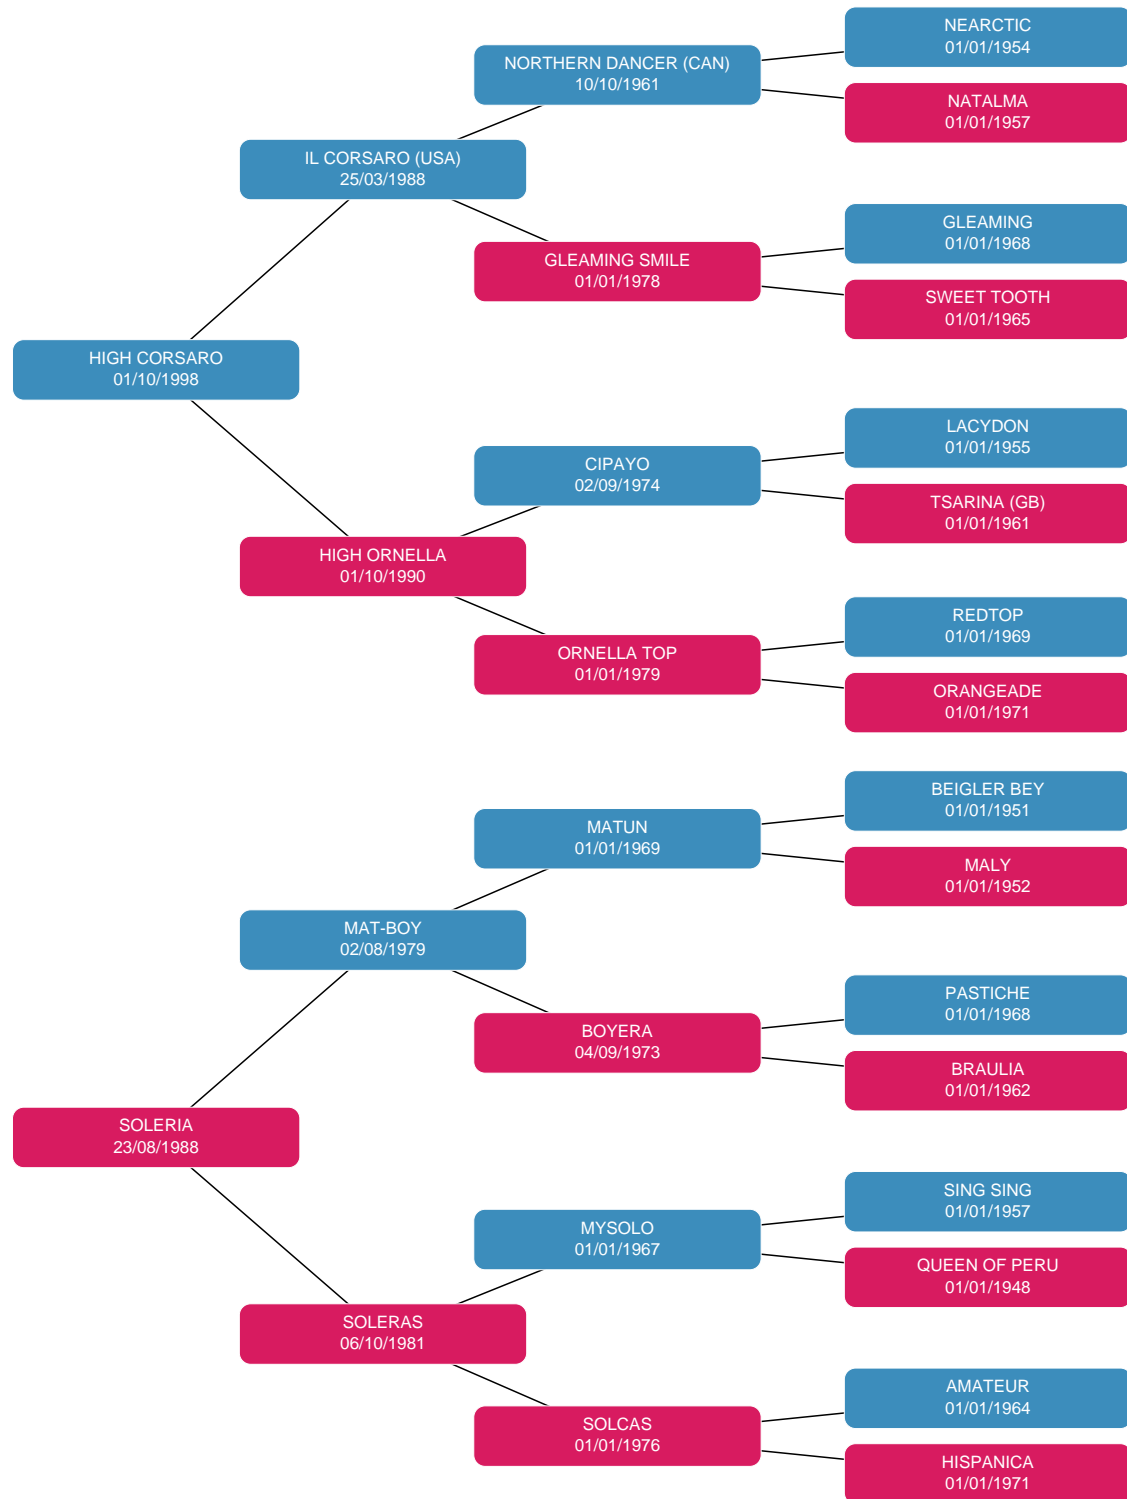 NEARCTIC
01/01/1954
NORTHERN DANCER (CAN)
10/10/1961
NATALMA
01/01/1957
IL CORSARO (USA)
25/03/1988
GLEAMING
01/01/1968
GLEAMING SMILE
01/01/1978
SWEET TOOTH
01/01/1965
HIGH CORSARO
01/10/1998
LACYDON
01/01/1955
CIPAYO
02/09/1974
TSARINA (GB)
01/01/1961
HIGH ORNELLA
01/10/1990
REDTOP
01/01/1969
ORNELLA TOP
01/01/1979
ORANGEADE
01/01/1971
BEIGLER BEY
01/01/1951
MATUN
01/01/1969
MALY
01/01/1952
MAT-BOY
02/08/1979
PASTICHE
01/01/1968
BOYERA
04/09/1973
BRAULIA
01/01/1962
SOLERIA
23/08/1988
SING SING
01/01/1957
MYSOLO
01/01/1967
QUEEN OF PERU
01/01/1948
SOLERAS
06/10/1981
AMATEUR
01/01/1964
SOLCAS
01/01/1976
HISPANICA
01/01/1971